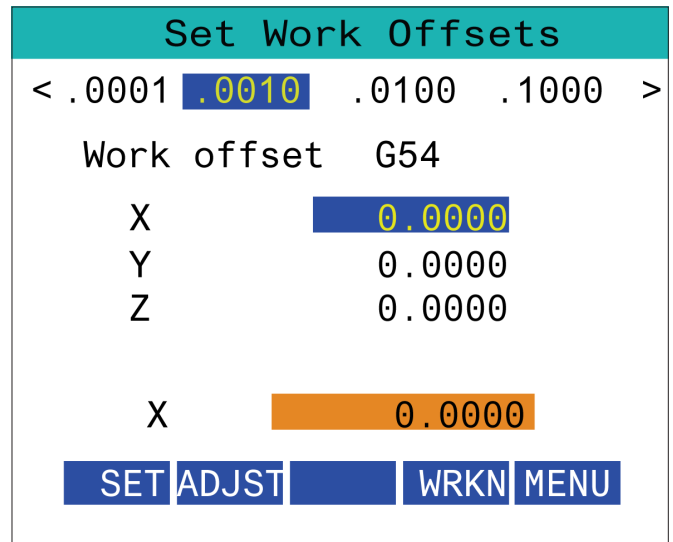 Set Work Offsets
< .0001 .0010 .0100 .1000 >
Work offset G54
X 0.0000
Y 0.0000
Z 0.0000
X 0.0000
SET ADJST WRKN MENU